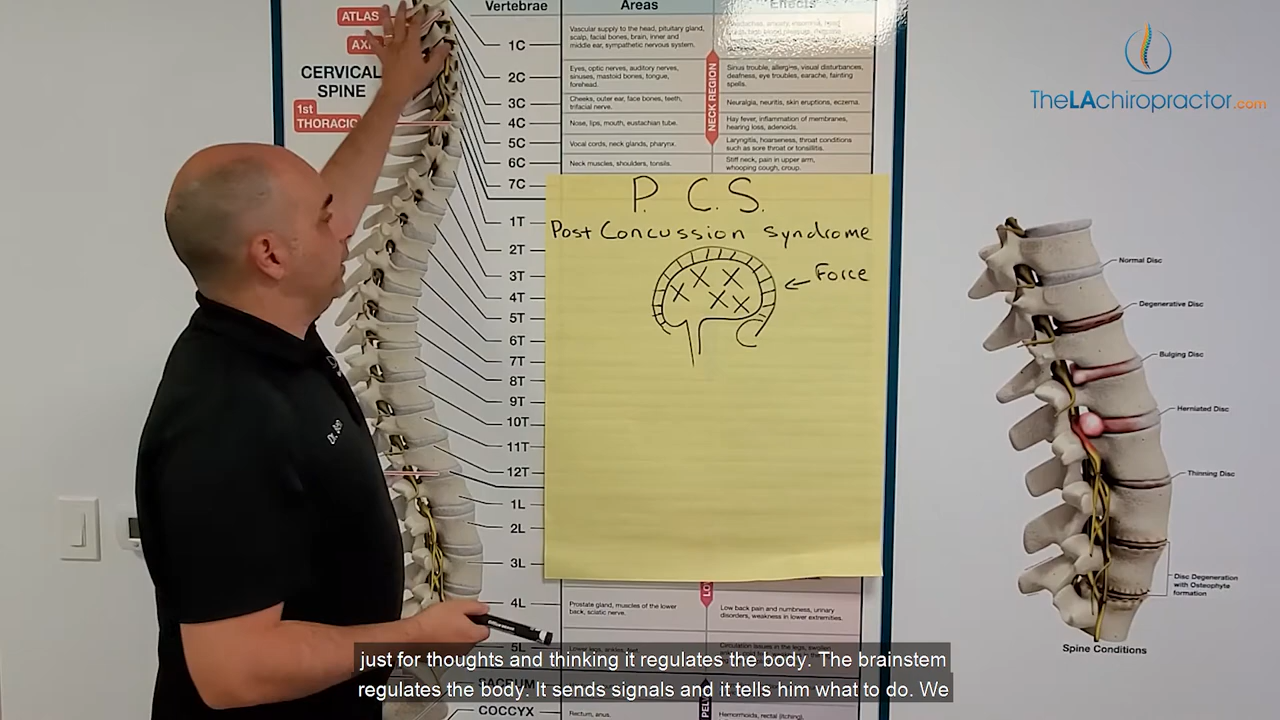 Vertebrae
Areas
Effects
ATLAS
CERVICAL
SPINE
1st
THORACIC
1C
2C
3C
4C
5C
6C
7C
1T
2T
3T
4T
5T
6T
7T
8T
9T
10T
11T
12T
1L
2L
3L
4L
5L
SACRUM
COCCYX
Vascular supply to the head, pituitary gland,
scalp, facial bones, brain, inner and
middle ear, sympathetic nervous system.
Eyes, optic nerves, auditory nerves,
sinuses, mastoid bones, tongue,
forehead.
Cheeks, outer ear, face bones, teeth,
trifacial nerve.
Nose, lips, mouth, eustachian tube.
Vocal cords, neck glands, pharynx.
Neck muscles, shoulders, tonsils.
NECK REGION
Sinus trouble, allergies, visual disturbances,
deafness, eye troubles, earache, fainting
spells.
Neuralgia, neuritis, skin eruptions, eczema.
Hay fever, inflammation of membranes,
hearing loss, adenoids.
Laryngitis, hoarseness, throat conditions
such as sore throat or tonsillitis.
Stiff neck, pain in upper arm,
whooping cough, croup.
P. C. S.
Post Concussion Syndrome
Force
Prostate gland, muscles of the lower
back, sciatic nerve.
Low back pain and numbness, urinary
disorders, weakness in lower extremities.
Rectum, anus.
Hemorrhoids, rectal (itching).
TheLAchiropractor.com
Normal Disc
Degenerative Disc
Bulging Disc
Herniated Disc
Thinning Disc
Disc Degeneration
with Osteophyte
formation
Spine Conditions
just for thoughts and thinking it regulates the body. The brainstem
regulates the body. It sends signals and it tells him what to do. We